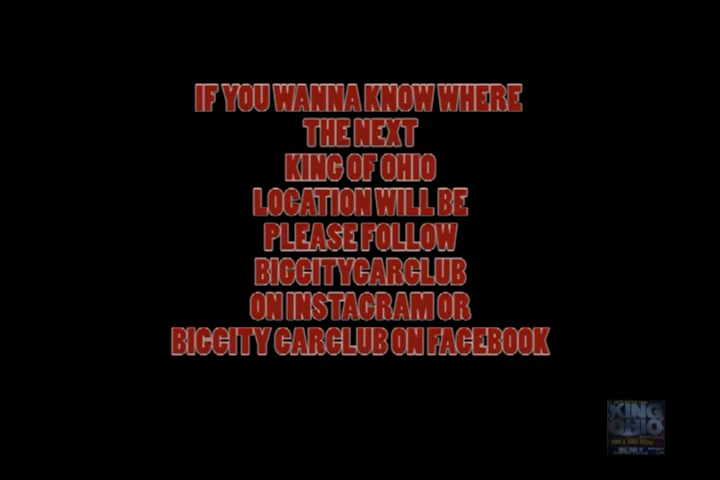 IF YOU WANNA KNOW WHERE
THE NEXT
KING OF OHIO
LOCATION WILL BE
PLEASE FOLLOW
BIGCITYCARCLUB
ON INSTAGRAM OR
BIGCITY CARCLUB ON FACEBOOK
KING
OHIO